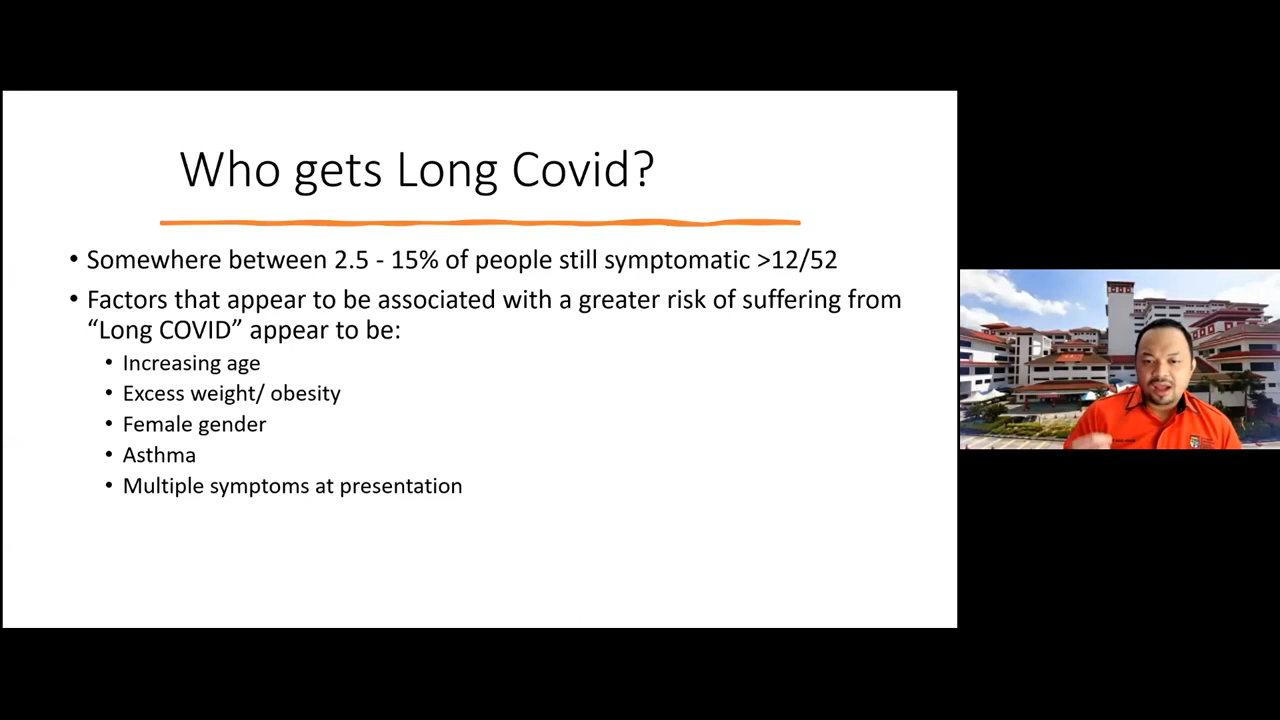 Who gets Long Covid?
• Somewhere between 2.5 - 15% of people still symptomatic >12/52
• Factors that appear to be associated with a greater risk of suffering from
“Long COVID” appear to be:
• Increasing age
• Excess weight/ obesity
• Female gender
• Asthma
• Multiple symptoms at presentation